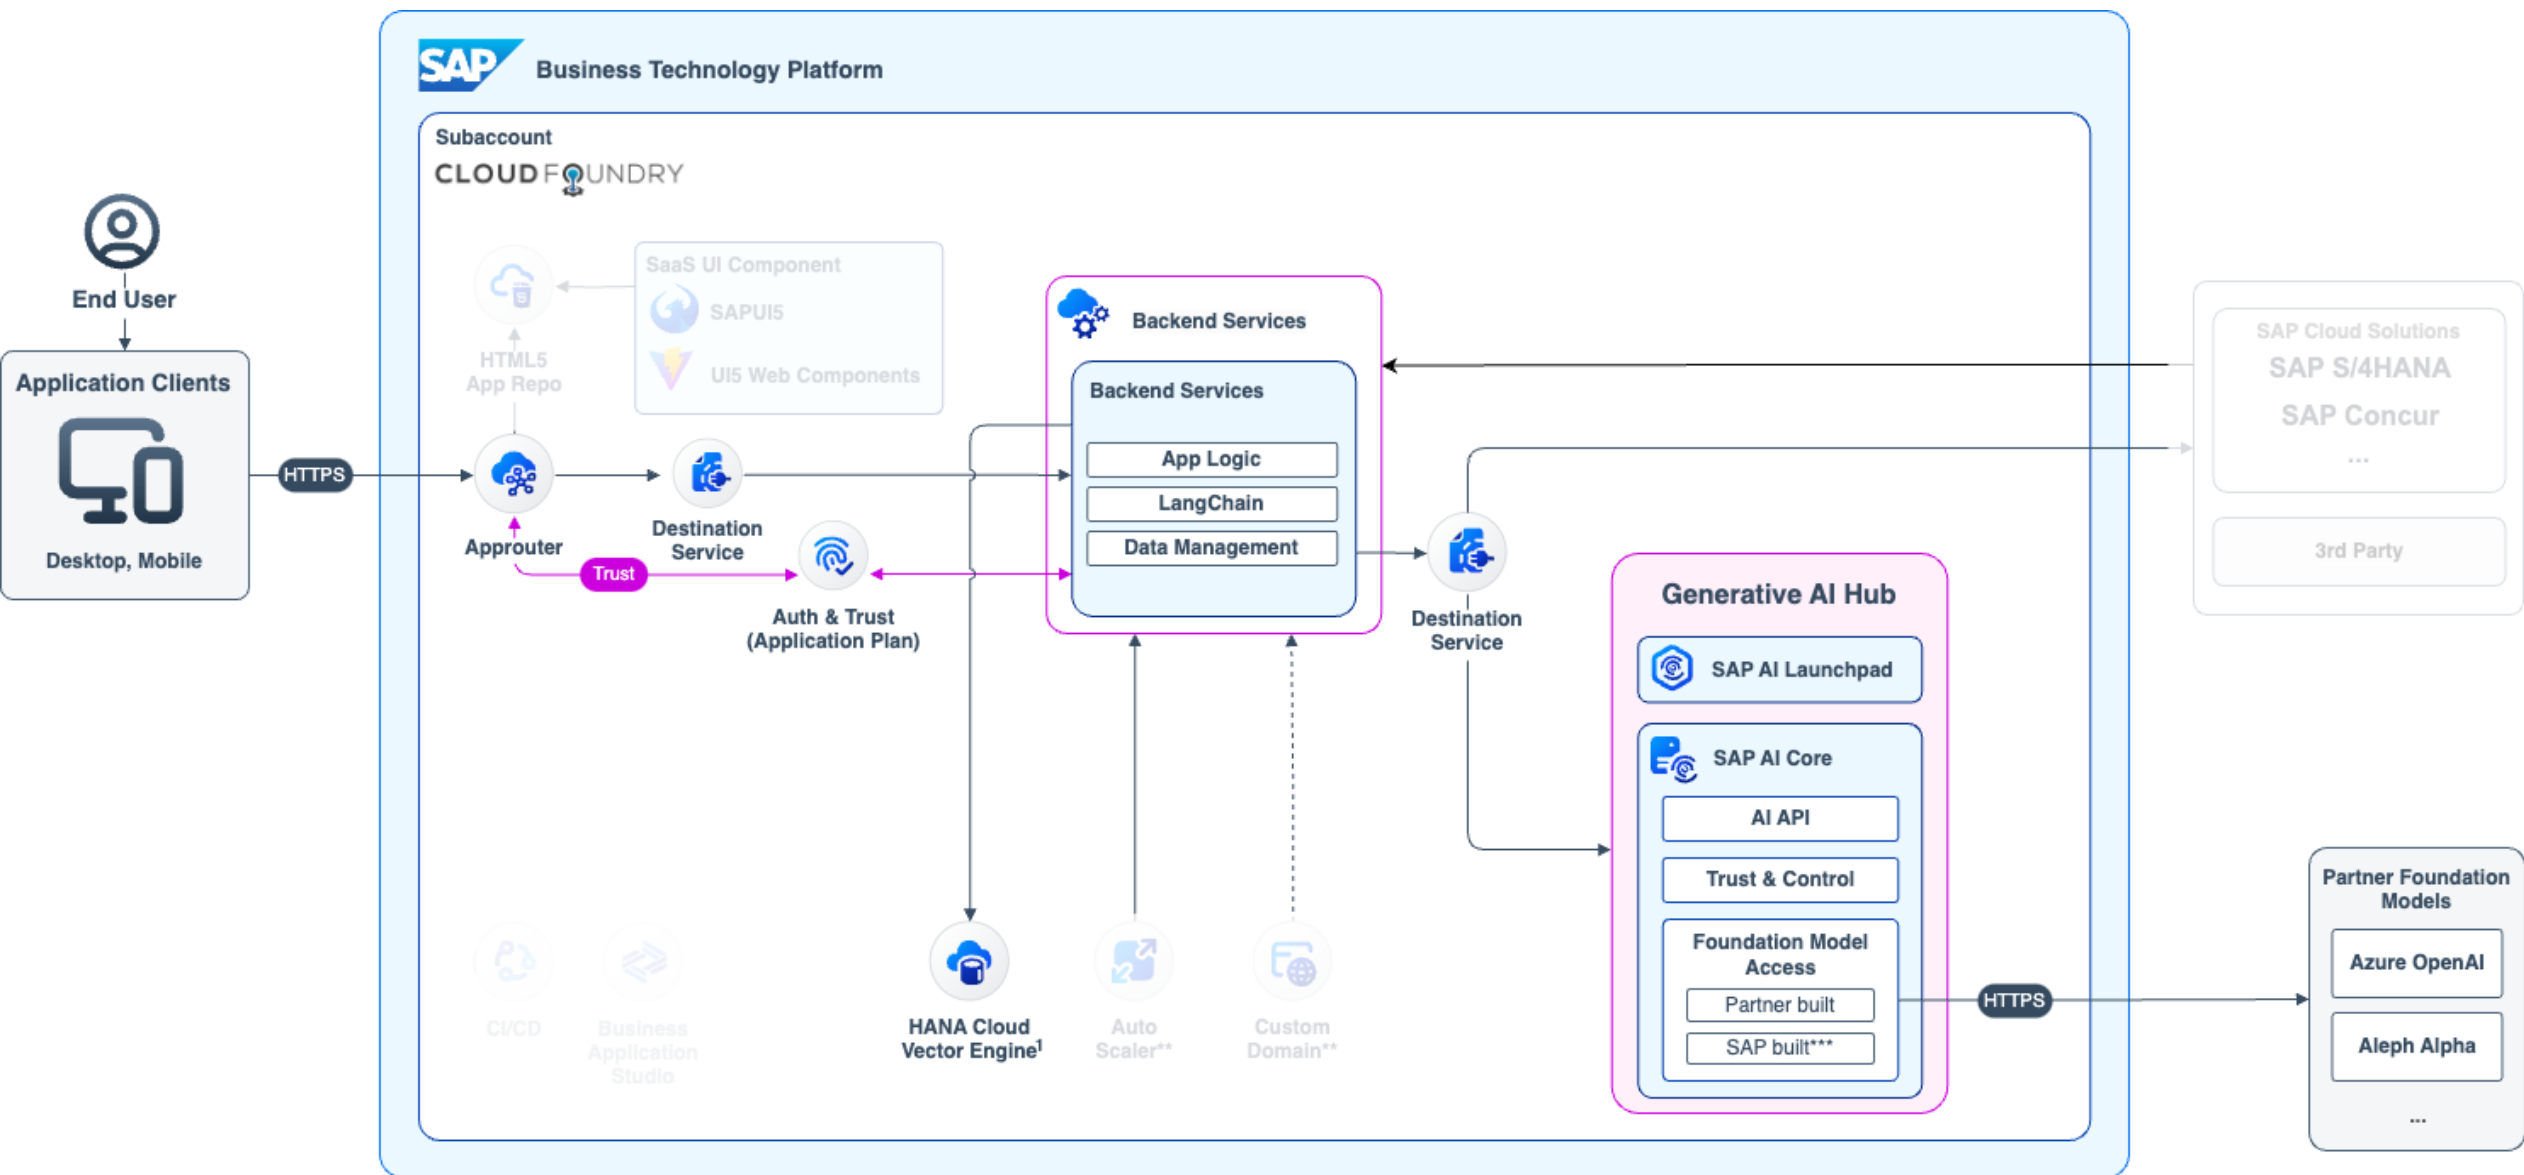 SAP
Business Technology Platform
Subaccount
CLOUD FOUNDRY
End User
Application Clients
Desktop, Mobile
HTTPS
HTML5
App Repo
SaaS UI Component
SAPUI5
UI5 Web Components
Approuter
Destination
Service
Trust
Auth & Trust
(Application Plan)
Backend Services
Backend Services
App Logic
LangChain
Data Management
Destination
Service
SAP Cloud Solutions
SAP S/4HANA
SAP Concur
...
3rd Party
Generative AI Hub
SAP AI Launchpad
SAP AI Core
AI API
Trust & Control
Foundation Model
Access
Partner built
SAP built***
HTTPS
Partner Foundation
Models
Azure OpenAI
Aleph Alpha
...
CI/CD
Business
Application
Studio
HANA Cloud
Vector Engine¹
Auto
Scaler**
Custom
Domain**